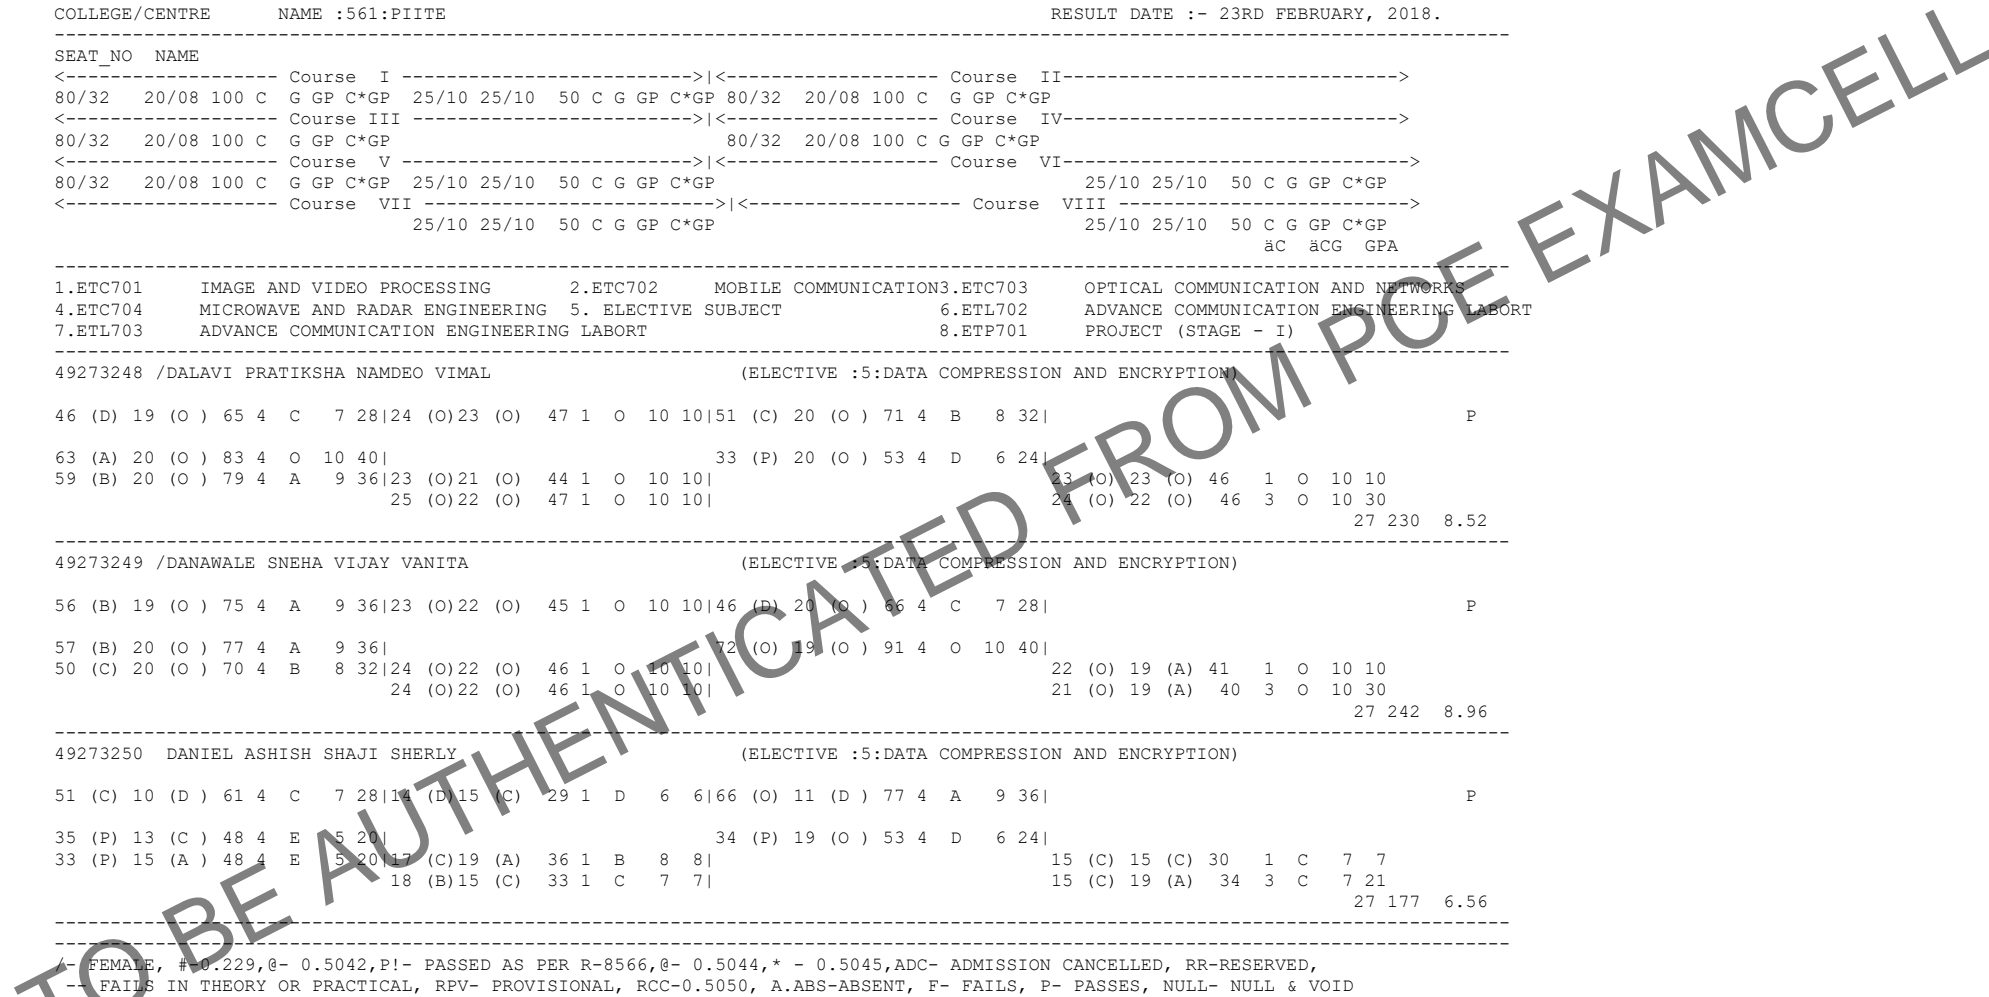 COLLEGE/CENTRE NAME :561:PIITE RESULT DATE :- 23RD FEBRUARY, 2018.
--------------------------------------------------------------------------------------------------------------------------------
SEAT_NO NAME
<------------------- Course I -------------------------->|<------------------- Course II------------------------------>
80/32 20/08 100 C G GP C*GP 25/10 25/10 50 C G GP C*GP 80/32 20/08 100 C G GP C*GP
<------------------- Course III ------------------------->|<------------------- Course IV------------------------------>
80/32 20/08 100 C G GP C*GP 80/32 20/08 100 C G GP C*GP
<------------------- Course V -------------------------->|<------------------- Course VI------------------------------->
80/32 20/08 100 C G GP C*GP 25/10 25/10 50 C G GP C*GP 25/10 25/10 50 C G GP C*GP
<------------------- Course VII -------------------------->|<------------------- Course VIII -------------------------->
25/10 25/10 50 C G GP C*GP 25/10 25/10 50 C G GP C*GP
äC äCG GPA
--------------------------------------------------------------------------------------------------------------------------------
1.ETC701 IMAGE AND VIDEO PROCESSING 2.ETC702 MOBILE COMMUNICATION3.ETC703 OPTICAL COMMUNICATION AND NETWORKS
4.ETC704 MICROWAVE AND RADAR ENGINEERING 5. ELECTIVE SUBJECT 6.ETL702 ADVANCE COMMUNICATION ENGINEERING LABORT
7.ETL703 ADVANCE COMMUNICATION ENGINEERING LABORT 8.ETP701 PROJECT (STAGE - I)
--------------------------------------------------------------------------------------------------------------------------------
49273248 /DALAVI PRATIKSHA NAMDEO VIMAL (ELECTIVE :5:DATA COMPRESSION AND ENCRYPTION)
46 (D) 19 (O ) 65 4 C 7 28|24 (O)23 (O) 47 1 O 10 10|51 (C) 20 (O ) 71 4 B 8 32| P
63 (A) 20 (O ) 83 4 O 10 40| 33 (P) 20 (O ) 53 4 D 6 24|
59 (B) 20 (O ) 79 4 A 9 36|23 (O)21 (O) 44 1 O 10 10| 23 (O) 23 (O) 46 1 O 10 10
25 (O)22 (O) 47 1 O 10 10| 24 (O) 22 (O) 46 3 O 10 30
27 230 8.52
--------------------------------------------------------------------------------------------------------------------------------
49273249 /DANAWALE SNEHA VIJAY VANITA (ELECTIVE :5:DATA COMPRESSION AND ENCRYPTION)
56 (B) 19 (O ) 75 4 A 9 36|23 (O)22 (O) 45 1 O 10 10|46 (D) 20 (O ) 66 4 C 7 28| P
57 (B) 20 (O ) 77 4 A 9 36| 72 (O) 19 (O ) 91 4 O 10 40|
50 (C) 20 (O ) 70 4 B 8 32|24 (O)22 (O) 46 1 O 10 10| 22 (O) 19 (A) 41 1 O 10 10
24 (O)22 (O) 46 1 O 10 10| 21 (O) 19 (A) 40 3 O 10 30
27 242 8.96
--------------------------------------------------------------------------------------------------------------------------------
49273250 DANIEL ASHISH SHAJI SHERLY (ELECTIVE :5:DATA COMPRESSION AND ENCRYPTION)
51 (C) 10 (D ) 61 4 C 7 28|14 (D)15 (C) 29 1 D 6 6|66 (O) 11 (D ) 77 4 A 9 36| P
35 (P) 13 (C ) 48 4 E 5 20| 34 (P) 19 (O ) 53 4 D 6 24|
33 (P) 15 (A ) 48 4 E 5 20|17 (C)19 (A) 36 1 B 8 8| 15 (C) 15 (C) 30 1 C 7 7
18 (B)15 (C) 33 1 C 7 7| 15 (C) 19 (A) 34 3 C 7 21
27 177 6.56
--------------------------------------------------------------------------------------------------------------------------------
--------------------------------------------------------------------------------------------------------------------------------
/- FEMALE, #-0.229,@- 0.5042,P!- PASSED AS PER R-8566,@- 0.5044,* - 0.5045,ADC- ADMISSION CANCELLED, RR-RESERVED,
-- FAILS IN THEORY OR PRACTICAL, RPV- PROVISIONAL, RCC-0.5050, A.ABS-ABSENT, F- FAILS, P- PASSES, NULL- NULL & VOID
TO BE AUTHENTICATED FROM PCE EXAMCELL